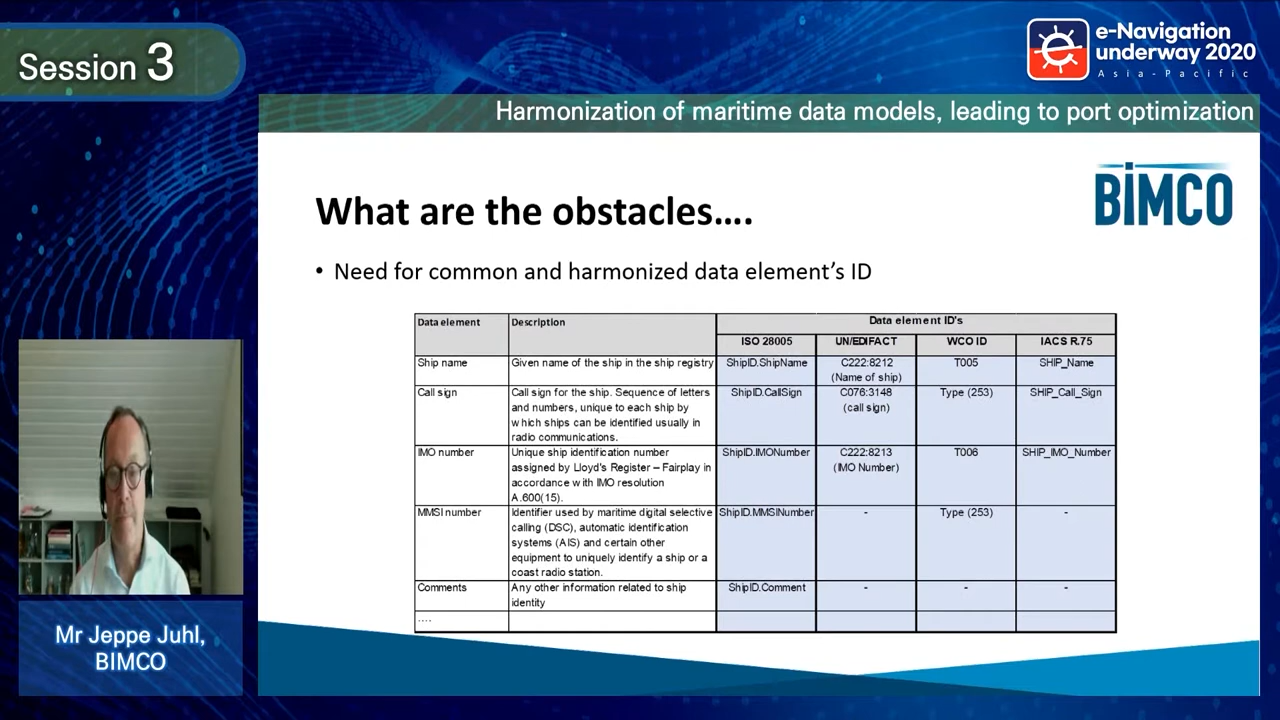 Session 3
e-Navigation
underway 2020
Asia-Pacific
Harmonization of maritime data models, leading to port optimization
BIMCO
What are the obstacles….
• Need for common and harmonized data element’s ID
Data element Description Data element ID's
ISO 28005 UN/EDIFACT WCO ID IACS R.75
Ship name Given name of the ship in the ship registry ShipID.ShipName C222:8212 T005 SHIP_Name
(Name of ship)
Call sign Call sign for the ship. Sequence of letters ShipID.CallSign C076:3148 Type (253) SHIP_Call_Sign
and numbers, unique to each ship by (call sign)
which ships can be identified usually in
radio communications.
IMO number Unique ship identification number ShipID.IMONumber C222:8213 T006 SHIP_IMO_Number
assigned by Lloyd's Register – Fairplay in (IMO Number)
accordance with IMO resolution
A.600(15).
MMSI number Identifier used by maritime digital selective ShipID.MMSINumber - Type (253) -
calling (DSC), automatic identification
systems (AIS) and certain other
equipment to uniquely identify a ship or a
coast radio station.
Comments Any other information related to ship ShipID.Comment - - -
identity
....
Mr Jeppe Juhl,
BIMCO